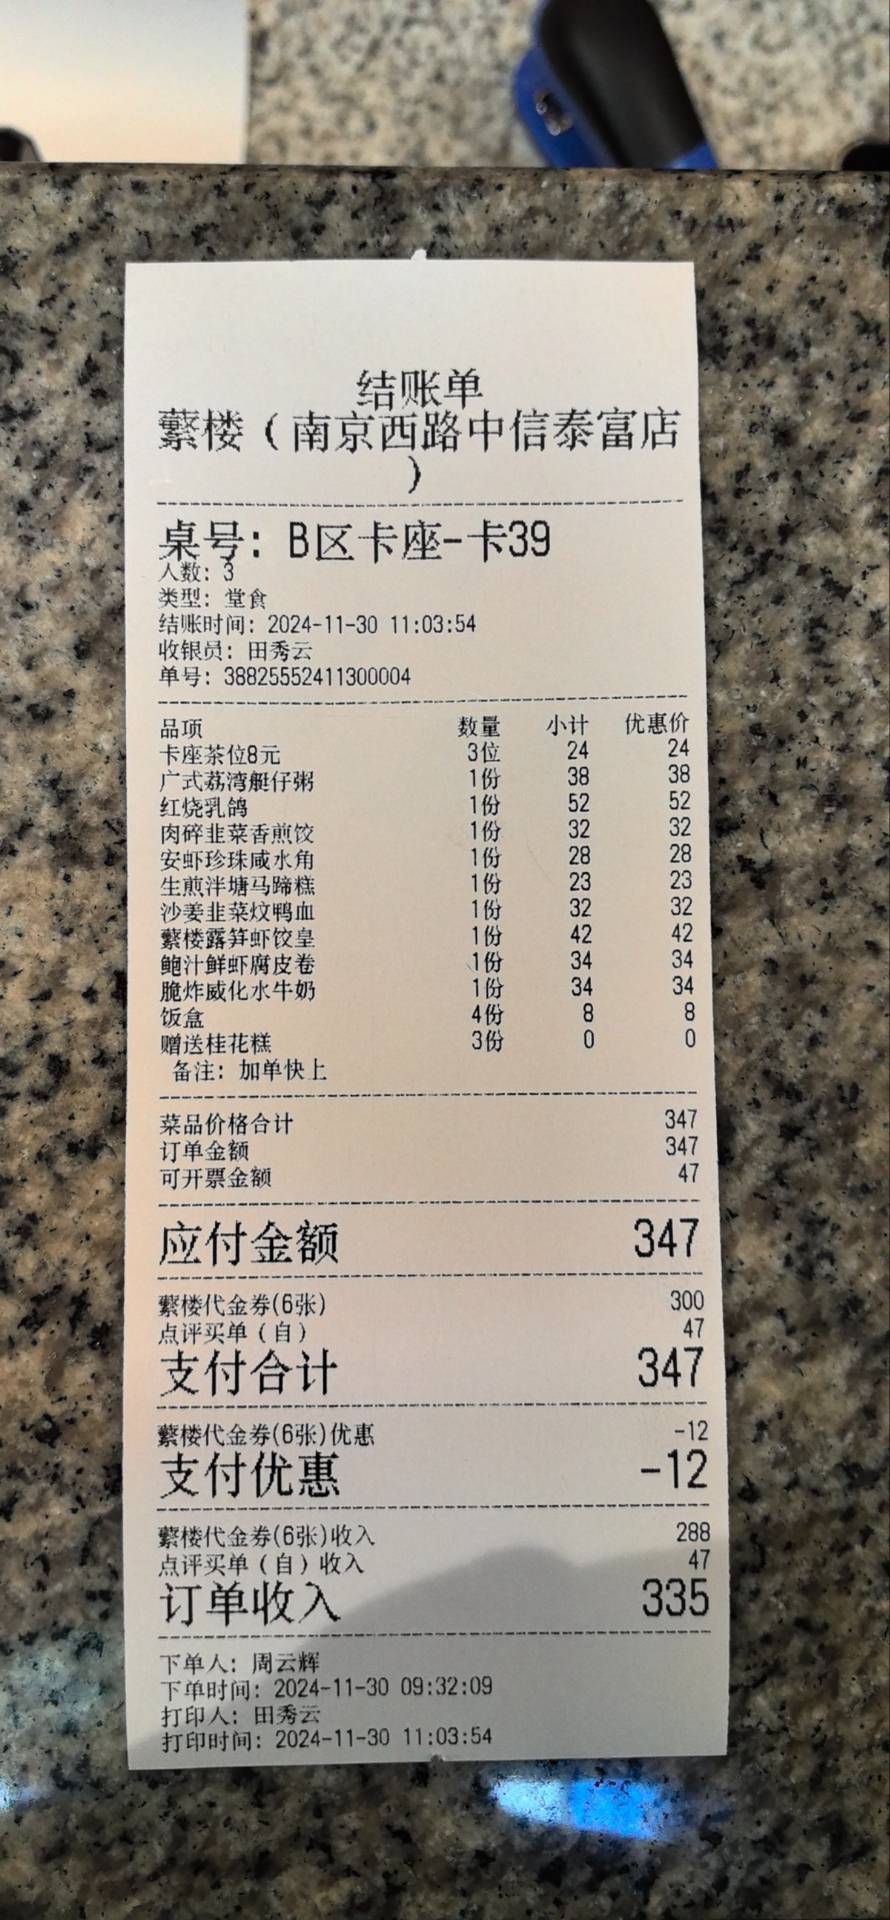 结账单
蘩楼（南京西路中信泰富店
）
桌号：B区卡座-卡39
人数：3
类型：堂食
结账时间：2024-11-30 11:03:54
收银员：田秀云
单号：38825552411300004
品项 数量 小计 优惠价
卡座茶位8元 3位 24 24
广式荔湾艇仔粥 1份 38 38
红烧乳鸽 1份 52 52
肉碎韭菜香煎饺 1份 32 32
安虾珍珠咸水角 1份 28 28
生煎泮塘马蹄糕 1份 23 23
沙姜韭菜炆鸭血 1份 32 32
蘩楼露笋虾饺皇 1份 42 42
鲍汁鲜虾腐皮卷 1份 34 34
脆炸威化水牛奶 1份 34 34
饭盒 4份 8 8
赠送桂花糕 3份 0 0
备注：加单快上
菜品价格合计 347
订单金额 347
可开票金额 47
应付金额 347
蘩楼代金券(6张) 300
点评买单（自） 47
支付合计 347
蘩楼代金券(6张)优惠 -12
支付优惠 -12
蘩楼代金券(6张)收入 288
点评买单（自）收入 47
订单收入 335
下单人：周云辉
下单时间：2024-11-30 09:32:09
打印人：田秀云
打印时间：2024-11-30 11:03:54